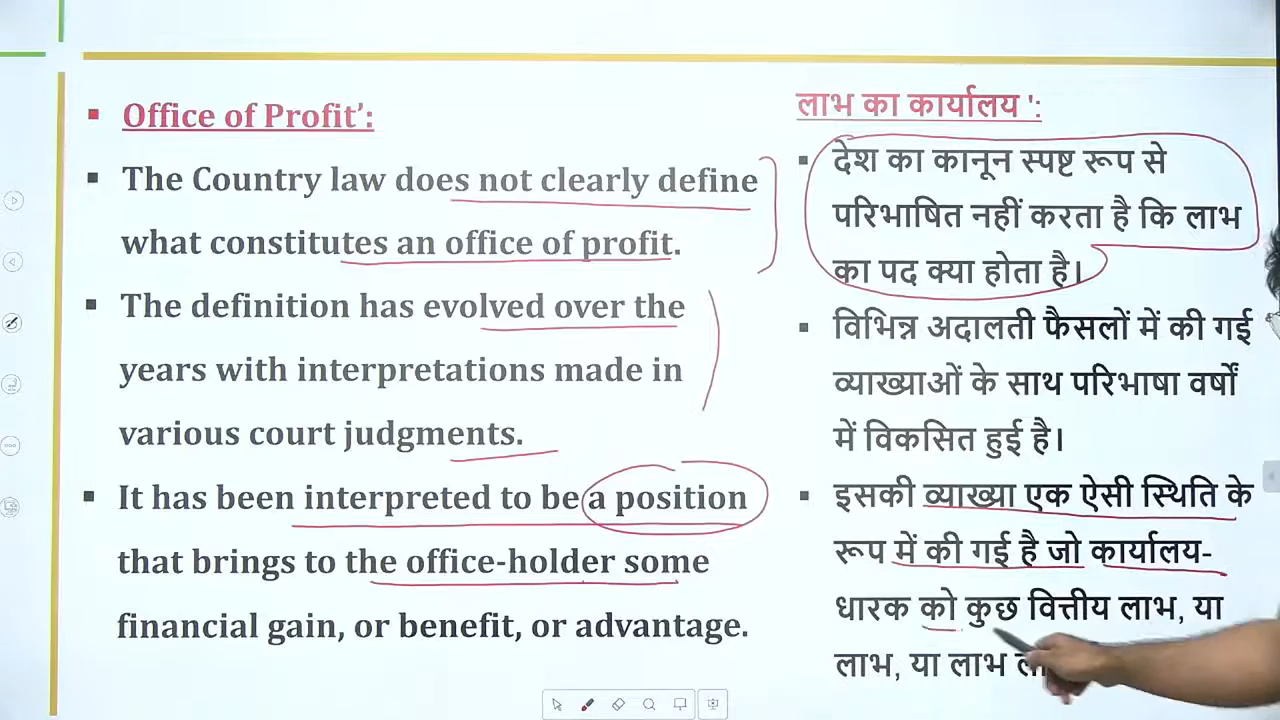 Office of Profit’:
The Country law does not clearly define
what constitutes an office of profit.
The definition has evolved over the
years with interpretations made in
various court judgments.
It has been interpreted to be a position
that brings to the office-holder some
financial gain, or benefit, or advantage.
लाभ का कार्यालय ':
देश का कानून स्पष्ट रूप से
परिभाषित नहीं करता है कि लाभ
का पद क्या होता है।
विभिन्न अदालती फैसलों में की गई
व्याख्याओं के साथ परिभाषा वर्षों
में विकसित हुई है।
इसकी व्याख्या एक ऐसी स्थिति के
रूप में की गई है जो कार्यालय-
धारक को कुछ वित्तीय लाभ, या
लाभ, या लाभ